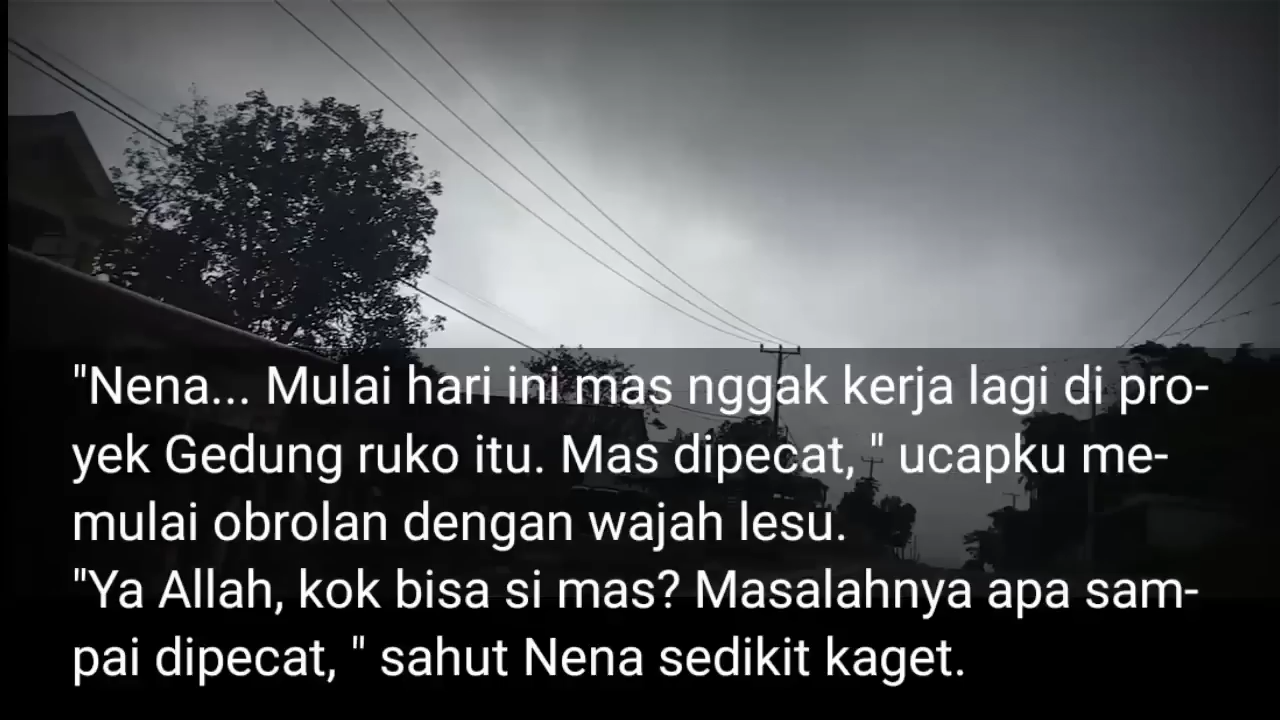 "Nena... Mulai hari ini mas nggak kerja lagi di pro-
yek Gedung ruko itu. Mas dipecat, " ucapku me-
mulai obrolan dengan wajah lesu.
"Ya Allah, kok bisa si mas? Masalahnya apa sam-
pai dipecat, " sahut Nena sedikit kaget.